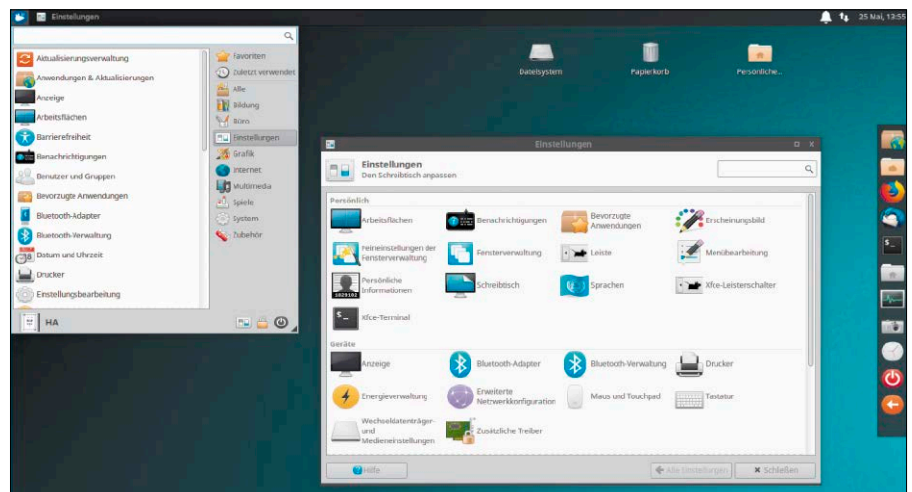 Einstellungen
25 Mai, 13:55
Aktualisierungsverwaltung
Anwendungen & Aktualisierungen
Anzeige
Arbeitsflächen
Barrierefreiheit
Benachrichtigungen
Benutzer und Gruppen
Bevorzugte Anwendungen
Bluetooth-Adapter
Bluetooth-Verwaltung
Datum und Uhrzeit
Drucker
Einstellungsbearbeitung
Favoriten
Zuletzt verwendet
Alle
Bildung
Büro
Einstellungen
Grafik
Internet
Multimedia
Spiele
System
Zubehör
HA
Dateisystem
Papierkorb
Persönliche...
Einstellungen
Einstellungen
Den Schreibtisch anpassen
Persönlich
Arbeitsflächen
Benachrichtigungen
Bevorzugte
Anwendungen
Erscheinungsbild
Feineinstellungen der
Fensterverwaltung
Fensterverwaltung
Leiste
Menübearbeitung
Persönliche
Informationen
Schreibtisch
Sprachen
Xfce-Leistenschalter
Xfce-Terminal
Geräte
Anzeige
Bluetooth-Adapter
Bluetooth-Verwaltung
Drucker
Energieverwaltung
Erweiterte
Netzwerkkonfiguration
Maus und Touchpad
Tastatur
Wechseldatenträger
und
Medieneinstellungen
Zusätzliche Treiber
Hilfe
Alle Einstellungen
Schließen